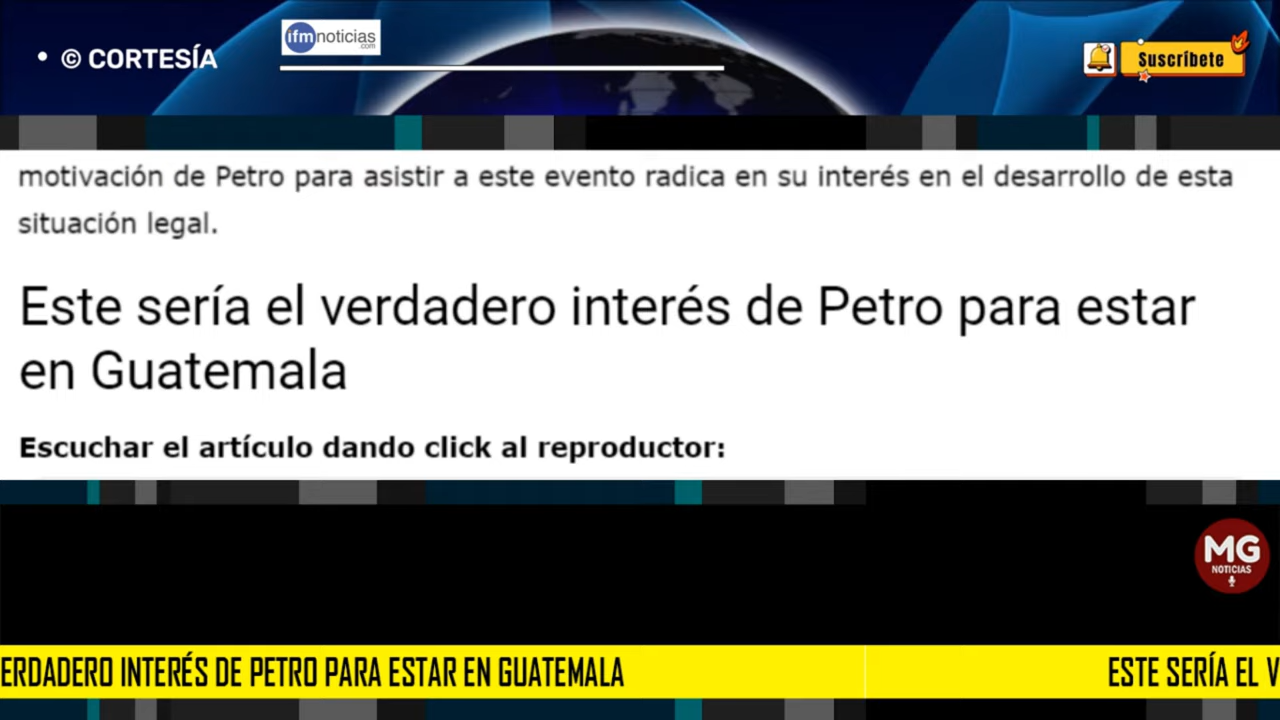 • © CORTESÍA
ifmnoticias
.com
Suscríbete
motivación de Petro para asistir a este evento radica en su interés en el desarrollo de esta
situación legal.
Este sería el verdadero interés de Petro para estar
en Guatemala
Escuchar el artículo dando click al reproductor:
MG
NOTICIAS
ERDADERO INTERÉS DE PETRO PARA ESTAR EN GUATEMALA
ESTE SERÍA EL V